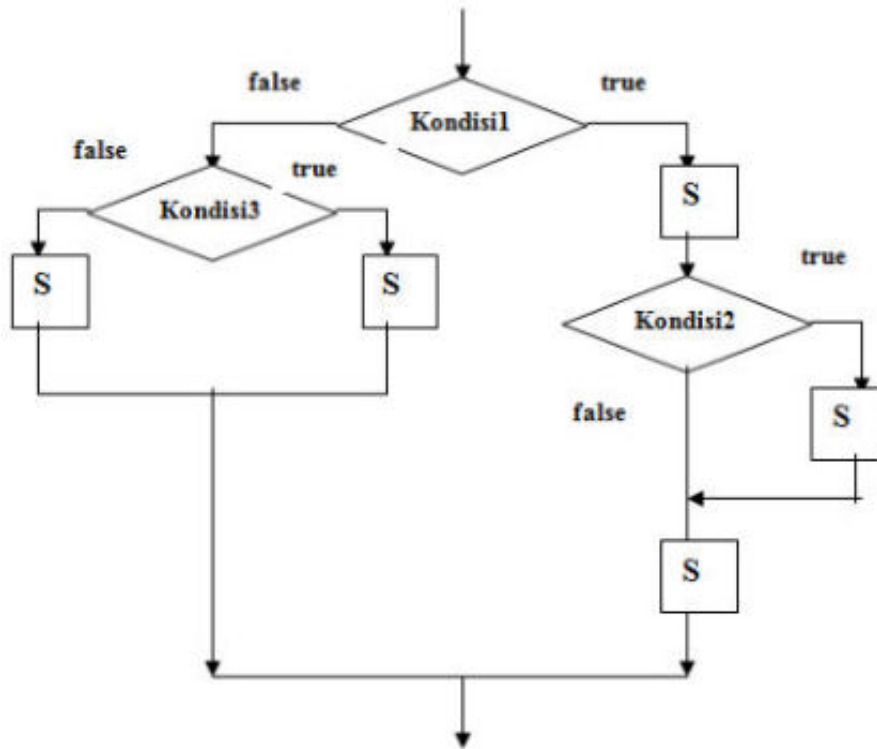 false
true
Kondisi1
false
true
Kondisi3
S
S
S
true
Kondisi2
false
S
S